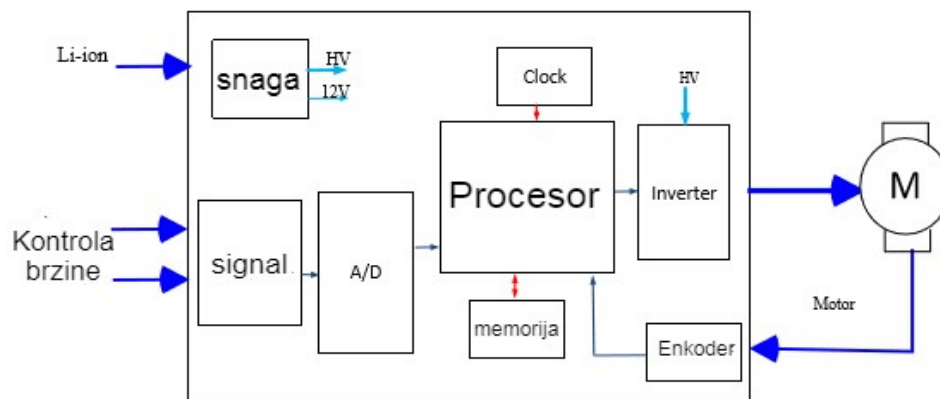 Li-ion
snaga
HV
12V
Clock
HV
Procesor
Inverter
M
Kontrola
brzine
signal.
A/D
memorija
Enkoder
Motor